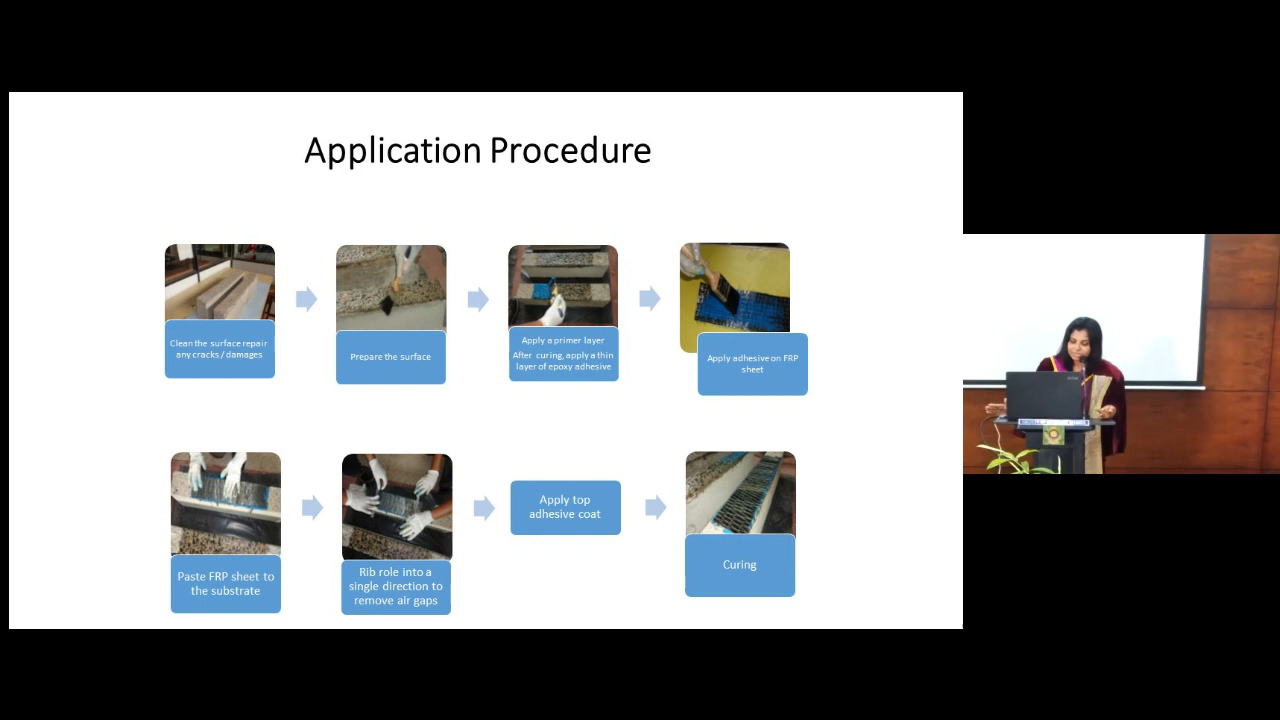 Application Procedure
Clean the surface repair
any cracks / damages
Prepare the surface
Apply a primer layer
After curing, apply a thin
layer of epoxy adhesive
Apply adhesive on FRP
sheet
Paste FRP sheet to
the substrate
Rib role into a
single direction to
remove air gaps
Apply top
adhesive coat
Curing